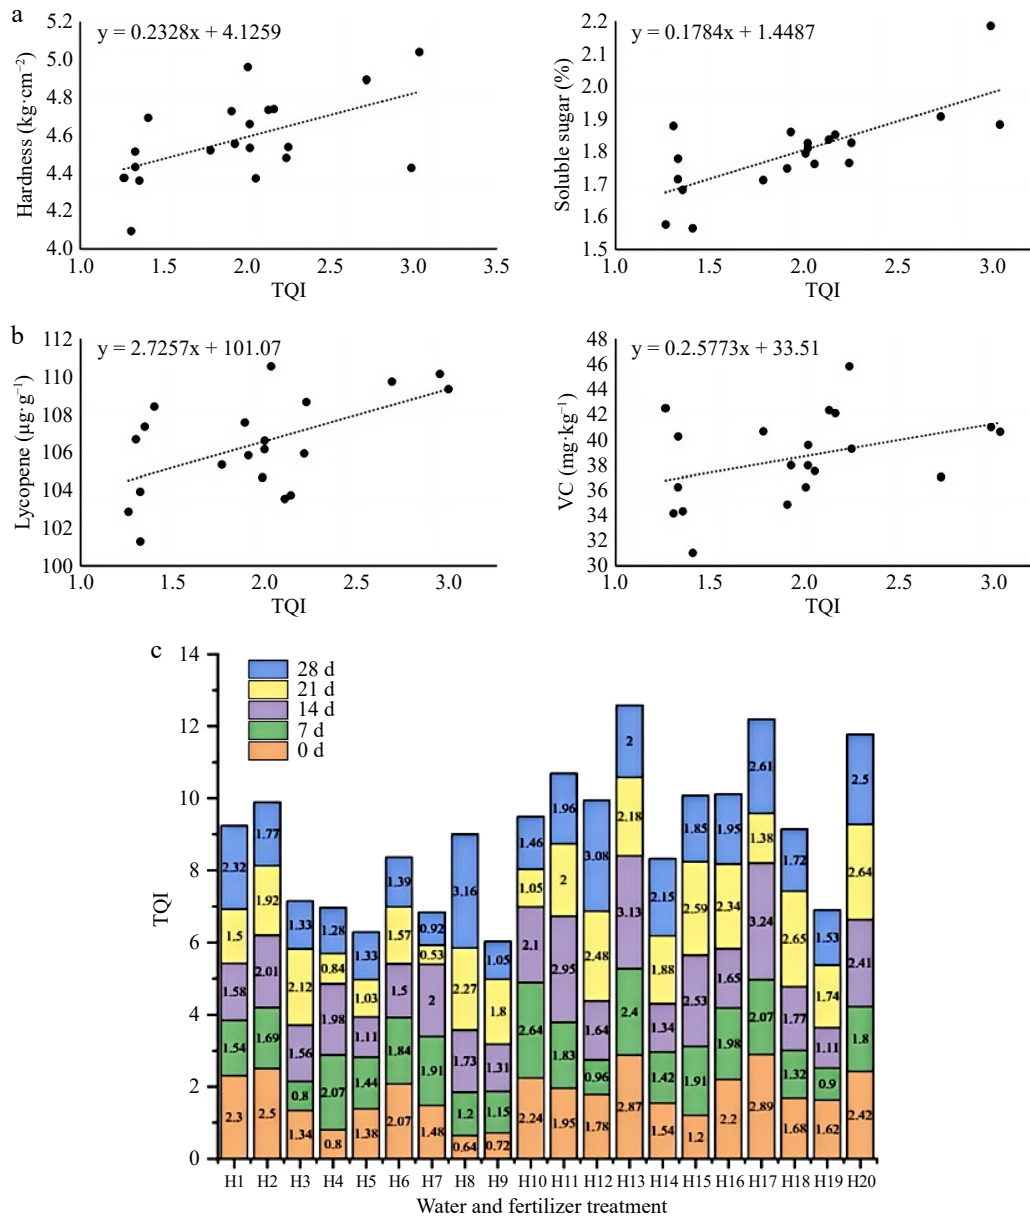 a
y = 0.2328x + 4.1259
Hardness (kg·cm⁻²)
5.2
5.0
4.8
4.6
4.4
4.2
4.0
1.0 1.5 2.0 2.5 3.0 3.5
TQI
y = 0.1784x + 1.4487
Soluble sugar (%)
2.2
2.1
2.0
1.9
1.8
1.7
1.6
1.5
1.0 1.5 2.0 2.5 3.0
TQI
b
y = 2.7257x + 101.07
Lycopene (μg·g⁻¹)
112
110
108
106
104
102
100
1.0 1.5 2.0 2.5 3.0
TQI
y = 0.2.5773x + 33.51
VC (mg·kg⁻¹)
48
46
44
42
40
38
36
34
32
30
1.0 1.5 2.0 2.5 3.0
TQI
c
TQI
14
12
10
8
6
4
2
0
28 d
21 d
14 d
7 d
0 d
2.32 1.5 1.58 1.54 2.3
1.77 1.92 2.01 1.69 2.5
1.33 2.12 1.56 0.8 1.34
1.28 0.84 1.98 2.07 0.8
1.33 1.03 1.11 1.44 1.38
1.39 1.57 1.5 1.84 2.07
0.92 0.53 2 1.91 1.48
3.16 2.27 1.73 1.2 0.64
1.05 1.8 1.31 1.15 0.72
1.46 1.05 2.1 2.64 2.24
1.96 2 2.95 1.83 1.95
3.08 2.48 1.64 0.96 1.78
2 2.18 3.13 2.4 2.87
2.15 1.88 1.34 1.42 1.54
1.85 2.59 2.53 1.91 1.2
1.95 2.34 1.65 1.98 2.2
2.61 1.38 3.24 2.07 2.89
1.72 2.65 1.77 1.32 1.68
1.53 1.74 1.11 0.9 1.62
2.5 2.64 2.41 1.8 2.42
H1 H2 H3 H4 H5 H6 H7 H8 H9 H10 H11 H12 H13 H14 H15 H16 H17 H18 H19 H20
Water and fertilizer treatment